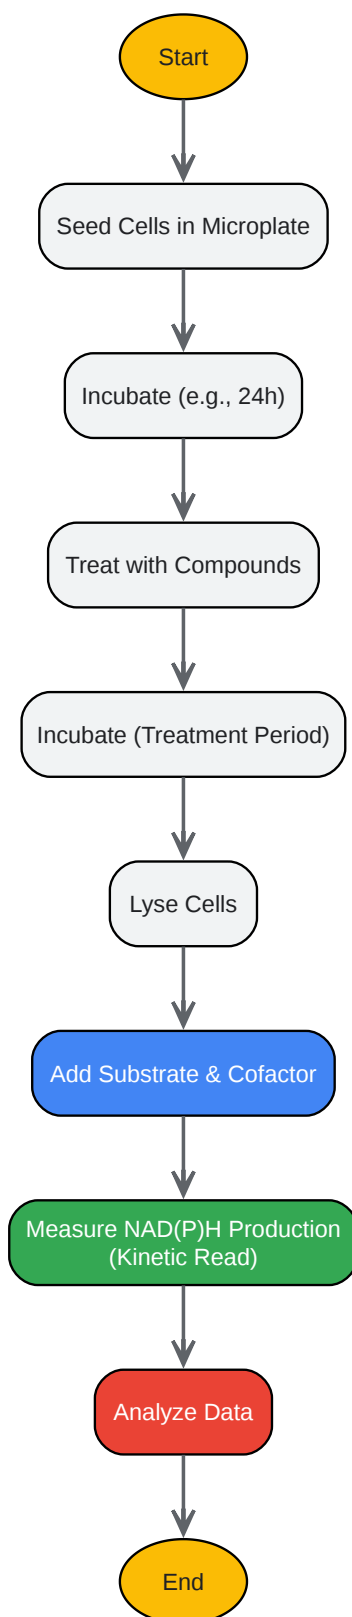 Start
Seed Cells in Microplate
Incubate (e.g., 24h)
Treat with Compounds
Incubate (Treatment Period)
Lyse Cells
Add Substrate & Cofactor
Measure NAD(P)H Production
(Kinetic Read)
Analyze Data
End